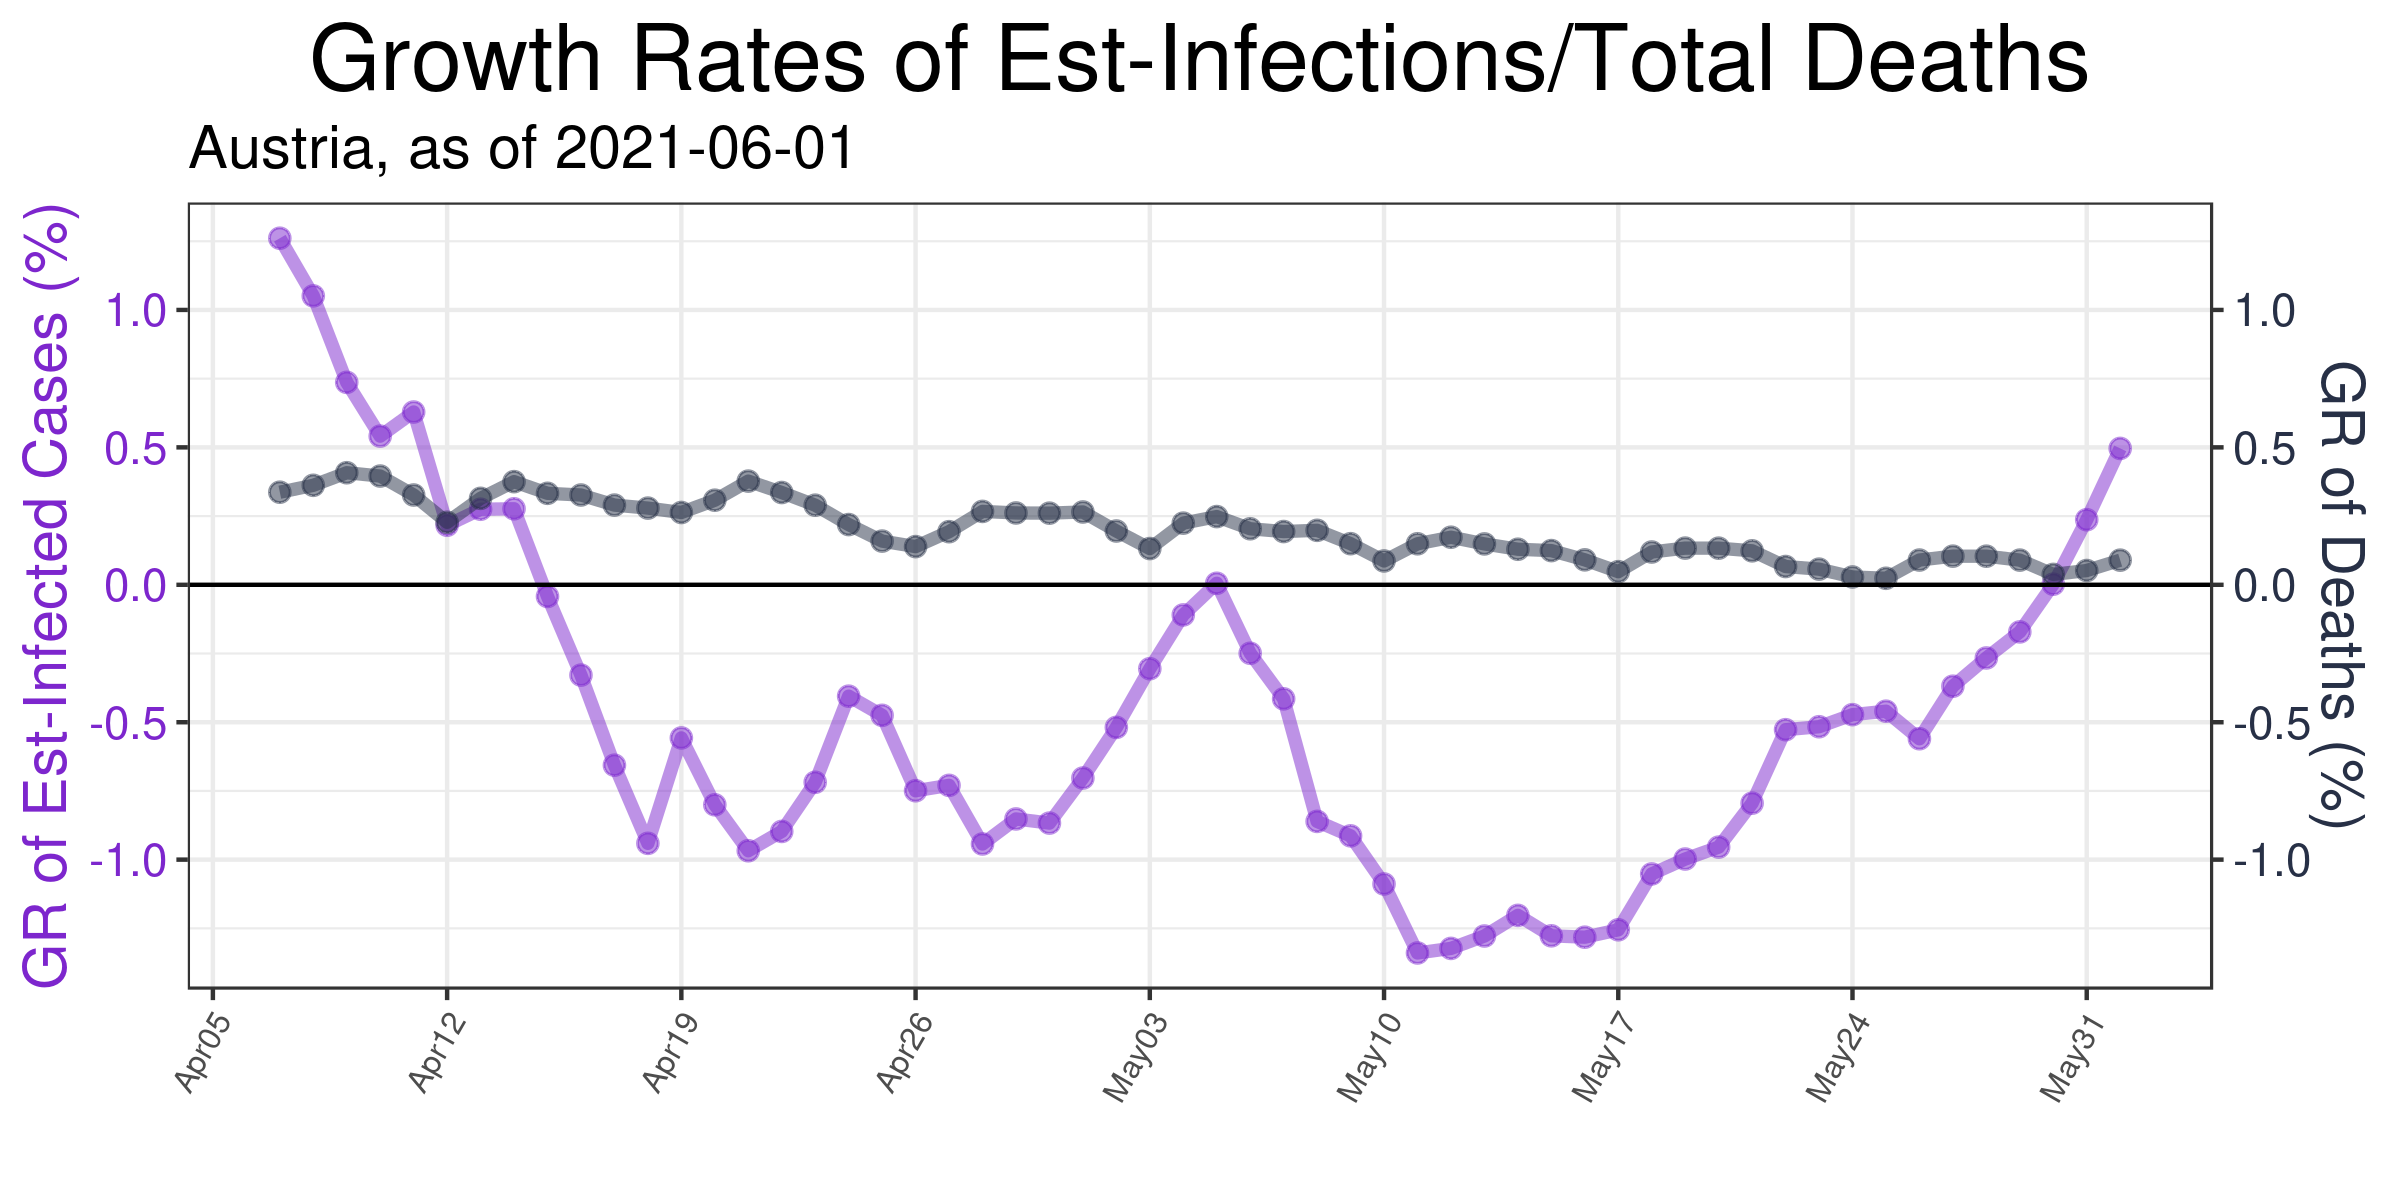 Growth Rates of Est-Infections/Total Deaths
Austria, as of 2021-06-01
GR of Est-Infected Cases (%)
1.0
0.5
0.0
-0.5
-1.0
1.0
0.5
0.0
-0.5
-1.0
GR of Deaths (%)
Apr05
Apr12
Apr19
Apr26
May03
May10
May17
May24
May31